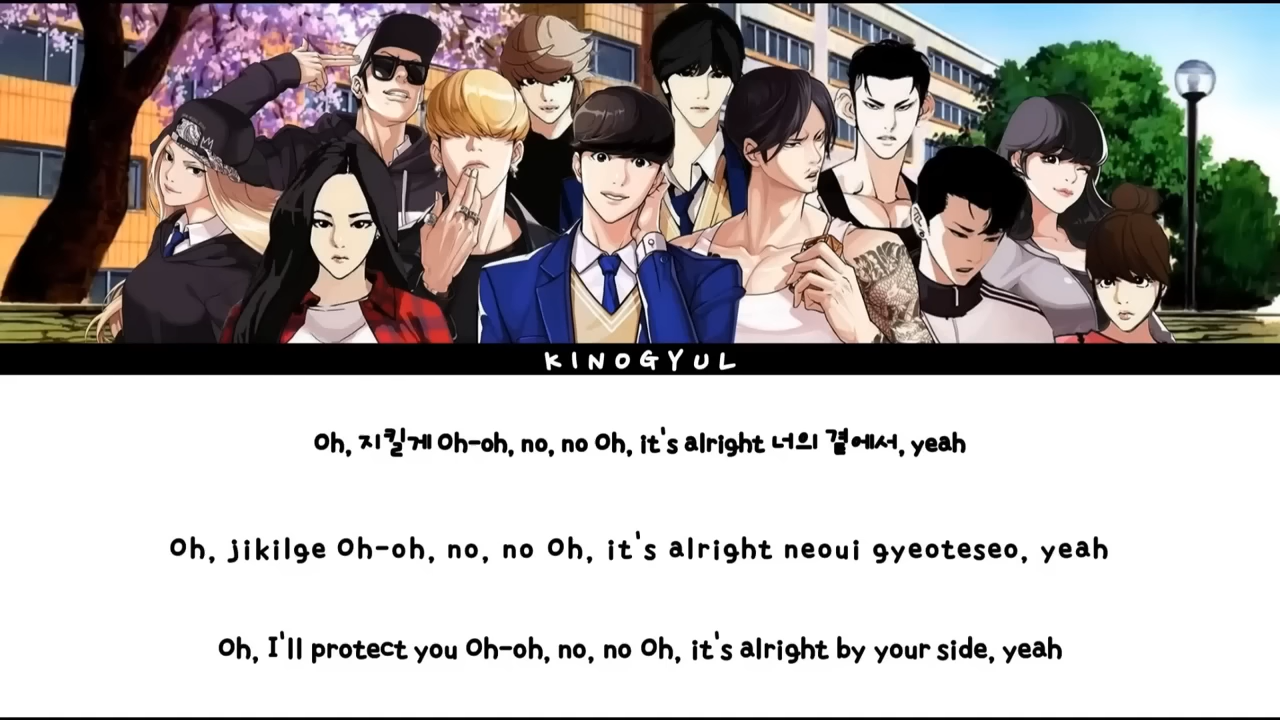 KINOGYUL
Oh, 지킬게 Oh-oh, no, no Oh, it's alright 너의 곁에서, yeah
Oh, jikilge Oh-oh, no, no Oh, it's alright neoui gyeoteseo, yeah
Oh, I'll protect you Oh-oh, no, no Oh, it's alright by your side, yeah